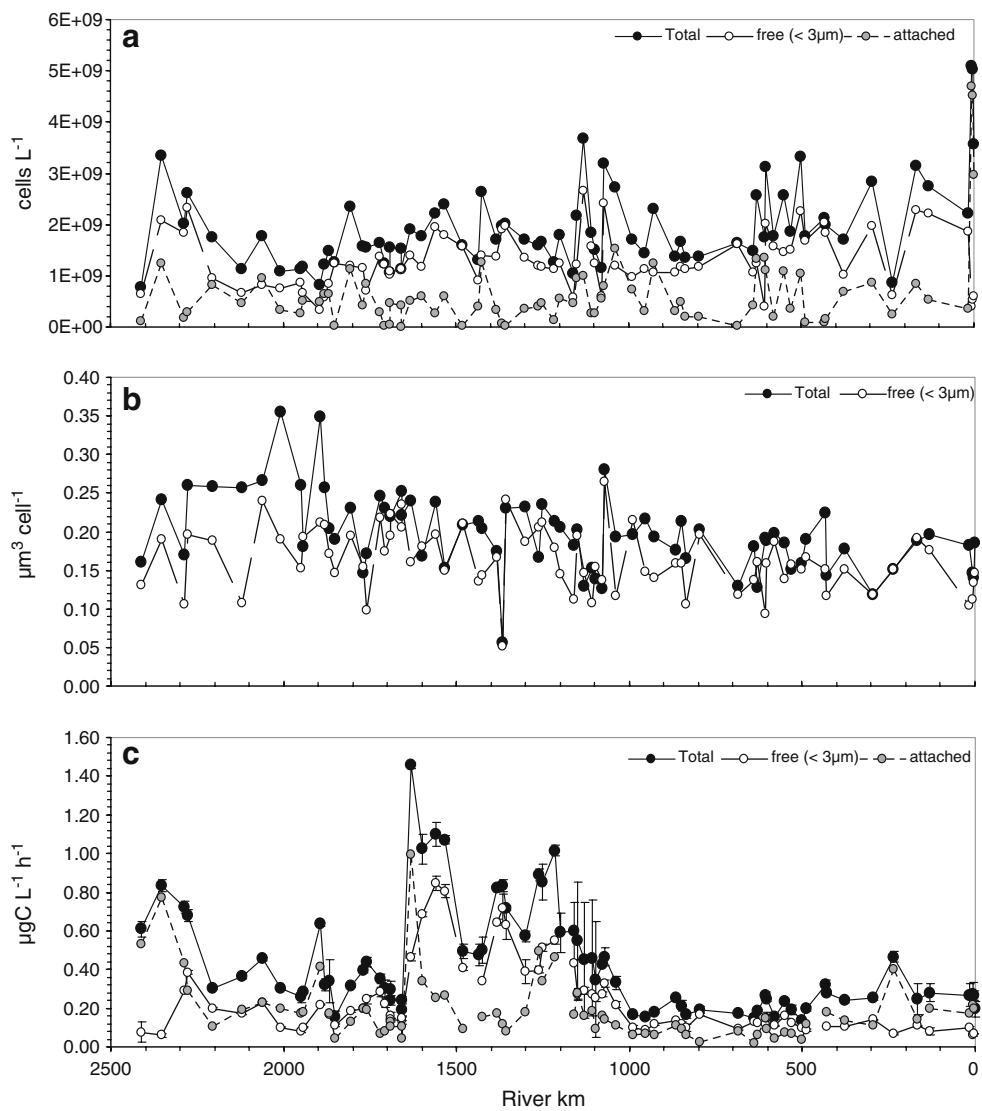 a
Total free (< 3µm) attached
6E+09
5E+09
4E+09
3E+09
2E+09
1E+09
0E+00
cells L⁻¹
b
Total free (< 3µm)
0.40
0.35
0.30
0.25
0.20
0.15
0.10
0.05
0.00
µm³ cell⁻¹
c
Total free (< 3µm) attached
1.60
1.40
1.20
1.00
0.80
0.60
0.40
0.20
0.00
µgC L⁻¹ h⁻¹
2500 2000 1500 1000 500 0
River km